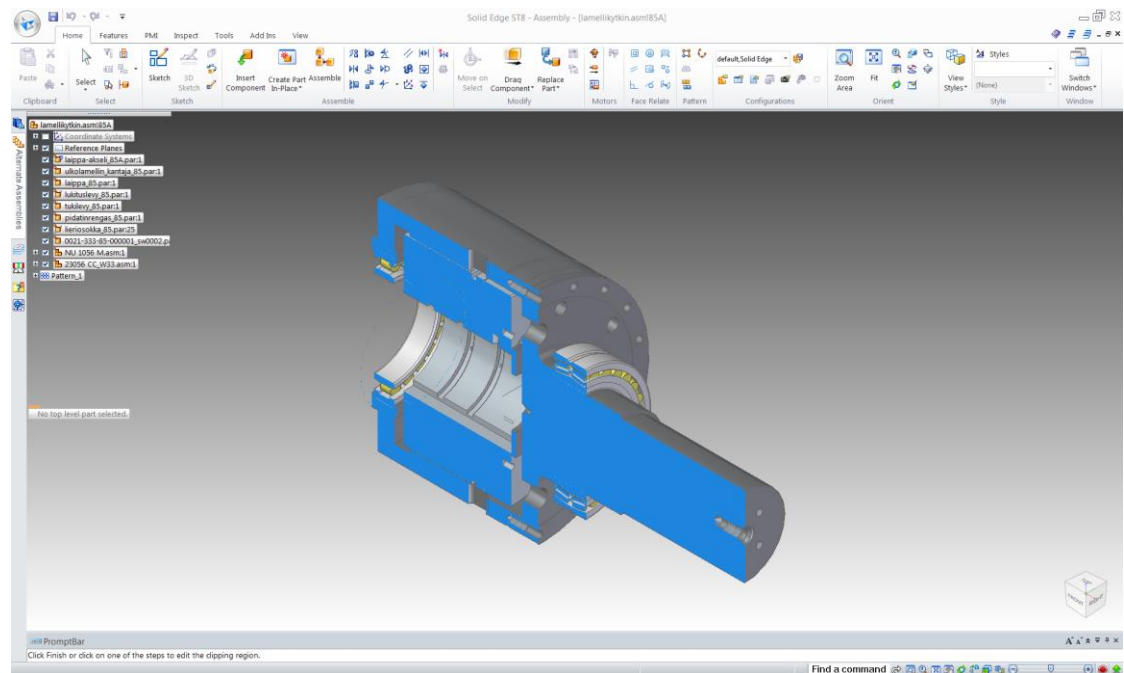 Solid Edge ST8 - Assembly - [lamellikytkin.asm!85A]
Home Features PMI Inspect Tools Add Ins View
Paste
Select
Sketch
3D Sketch
Insert Component
Create Part In-Place
Assemble
Move on Select
Drag Component
Replace Part
default,Solid Edge
Zoom Area
Fit
View Styles
Styles
(None)
Switch Windows
Clipboard Select Sketch Assemble Modify Motors Face Relate Pattern Configurations Orient Style Window
Alternate Assemblies
lamellikytkin.asm!85A
Coordinate Systems
Reference Planes
laippa-akseli_85A.par:1
ulkolamellin_kantaja_85.par:1
laippa_85.par:1
lukituslevy_85.par:1
tukilevy_85.par:1
pidatinrengas_85.par:1
lieriosokka_85.par:25
0021-333-85-000001_sw0002.p
NU 1056 M.asm:1
23056 CC_W33.asm:1
Pattern_1
No top level part selected.
FRONT
PromptBar
Click Finish or click on one of the steps to edit the clipping region.
Find a command